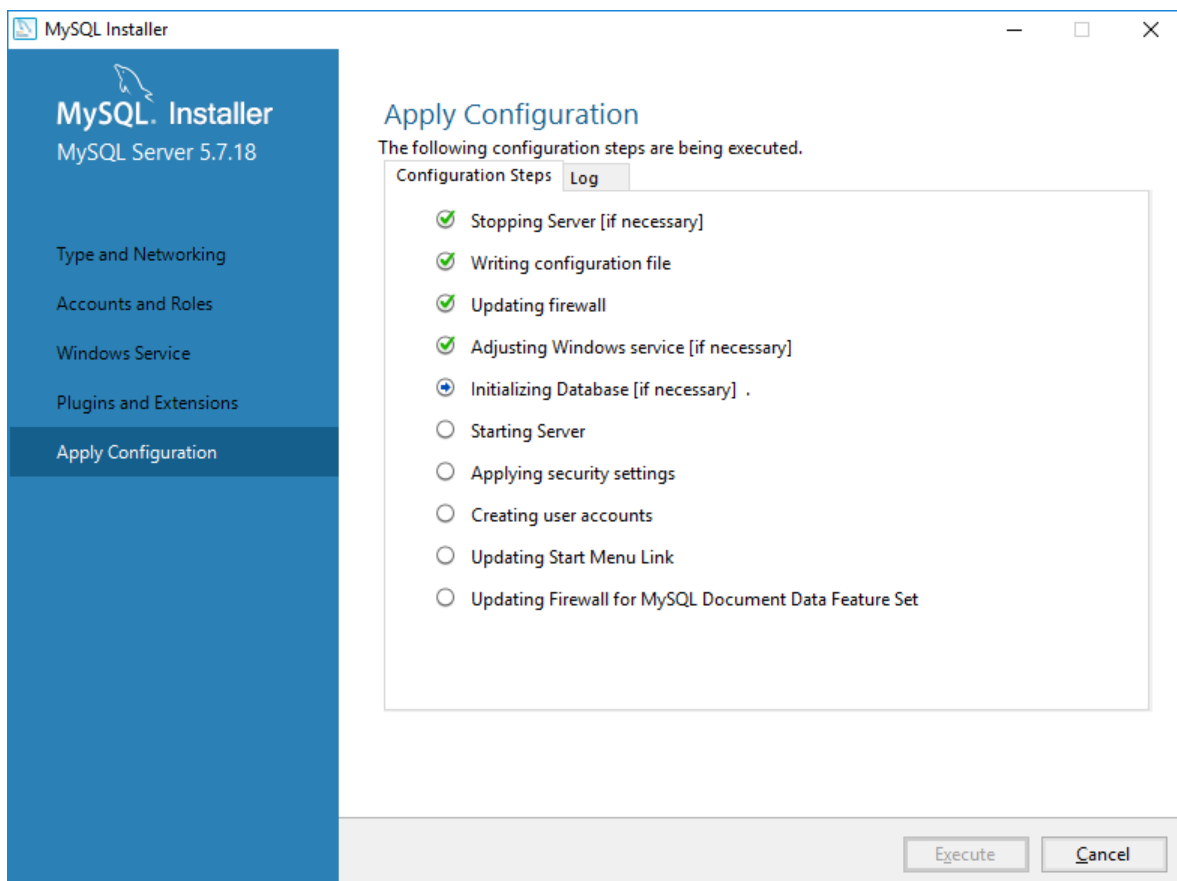 MySQL Installer
MySQL. Installer
MySQL Server 5.7.18
Type and Networking
Accounts and Roles
Windows Service
Plugins and Extensions
Apply Configuration
Apply Configuration
The following configuration steps are being executed.
Configuration Steps Log
Stopping Server [if necessary]
Writing configuration file
Updating firewall
Adjusting Windows service [if necessary]
Initializing Database [if necessary] .
Starting Server
Applying security settings
Creating user accounts
Updating Start Menu Link
Updating Firewall for MySQL Document Data Feature Set
Execute Cancel